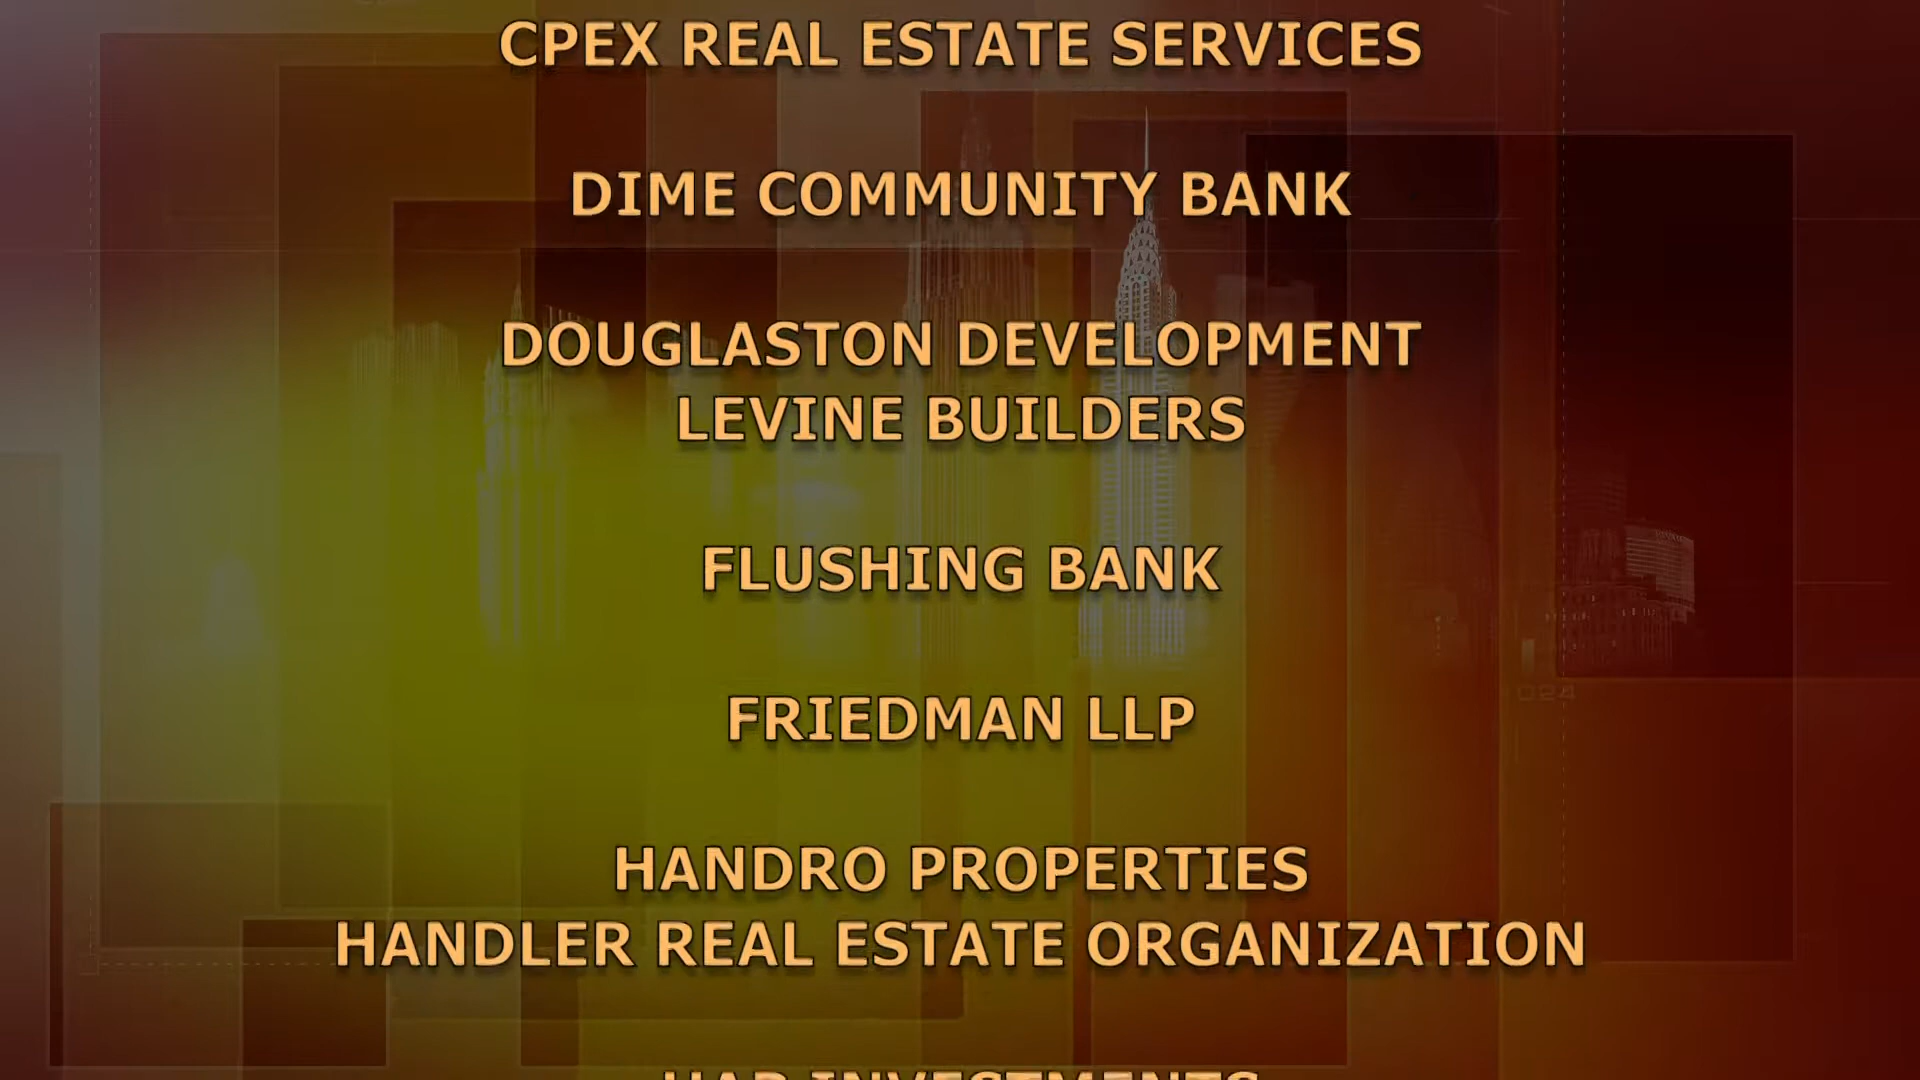 CPEX REAL ESTATE SERVICES
DIME COMMUNITY BANK
DOUGLASTON DEVELOPMENT
LEVINE BUILDERS
FLUSHING BANK
FRIEDMAN LLP
HANDRO PROPERTIES
HANDLER REAL ESTATE ORGANIZATION
INVESTMENTS